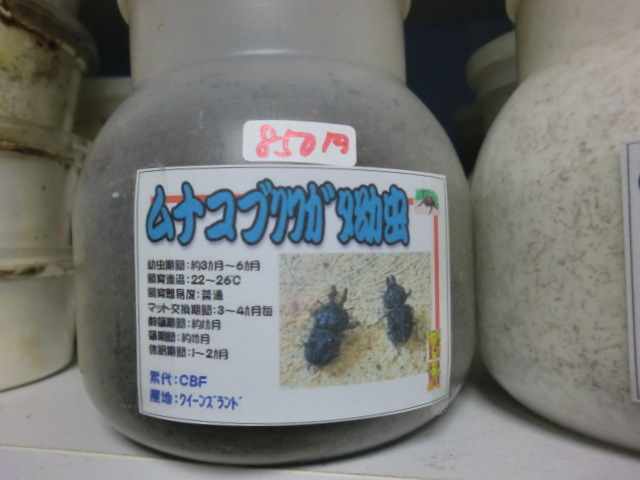 850円
ムナコブクワガタ幼虫
幼虫期間:約3カ月~6カ月
飼育適温:22~26℃
飼育難易度:普通
マット交換期間:3~4カ月毎
前蛹期間:約1カ月
蛹期間:約1カ月
休眠期間:1~2カ月
累代:CBF
産地:クイーンズランド